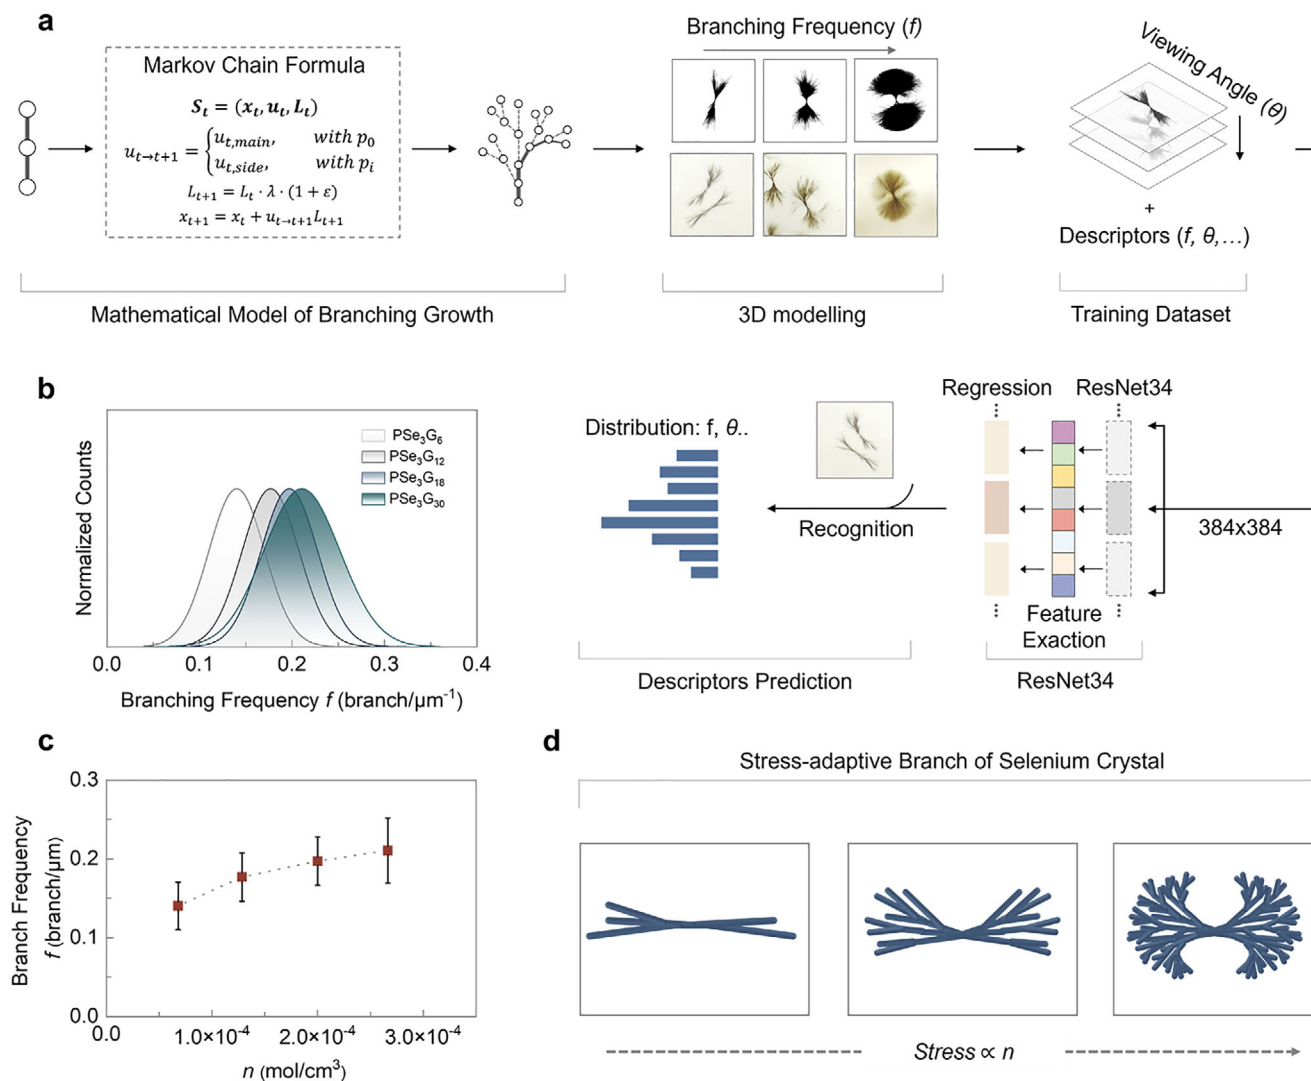 a
Markov Chain Formula
S_t = (x_t, u_t, L_t)
u_{t→t+1} = { u_{t,main}, with p_0
u_{t,side}, with p_i
L_{t+1} = L_t · λ · (1 + ε)
x_{t+1} = x_t + u_{t→t+1}L_{t+1}
Mathematical Model of Branching Growth
Branching Frequency (f)
3D modelling
Viewing Angle (θ)
+
Descriptors (f, θ,...)
Training Dataset
b
Normalized Counts
PSe₃G₆
PSe₃G₁₂
PSe₃G₁₈
PSe₃G₃₀
0.0 0.1 0.2 0.3 0.4
Branching Frequency f (branch/μm⁻¹)
Distribution: f, θ..
Recognition
Descriptors Prediction
Regression
ResNet34
384x384
Feature
Exaction
ResNet34
c
Branch Frequency
f (branch/μm)
0.3
0.2
0.1
0.0
0.0 1.0×10⁻⁴ 2.0×10⁻⁴ 3.0×10⁻⁴
n (mol/cm³)
d
Stress-adaptive Branch of Selenium Crystal
Stress ∝ n